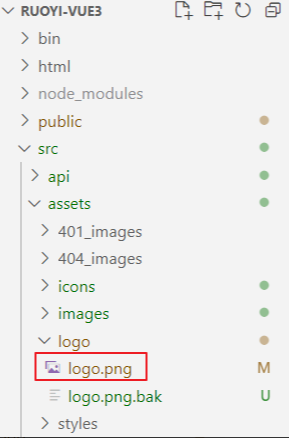 RUOYI-VUE3
bin
html
node_modules
public
src
api
assets
401_images
404_images
icons
images
logo
logo.png M
logo.png.bak U
styles